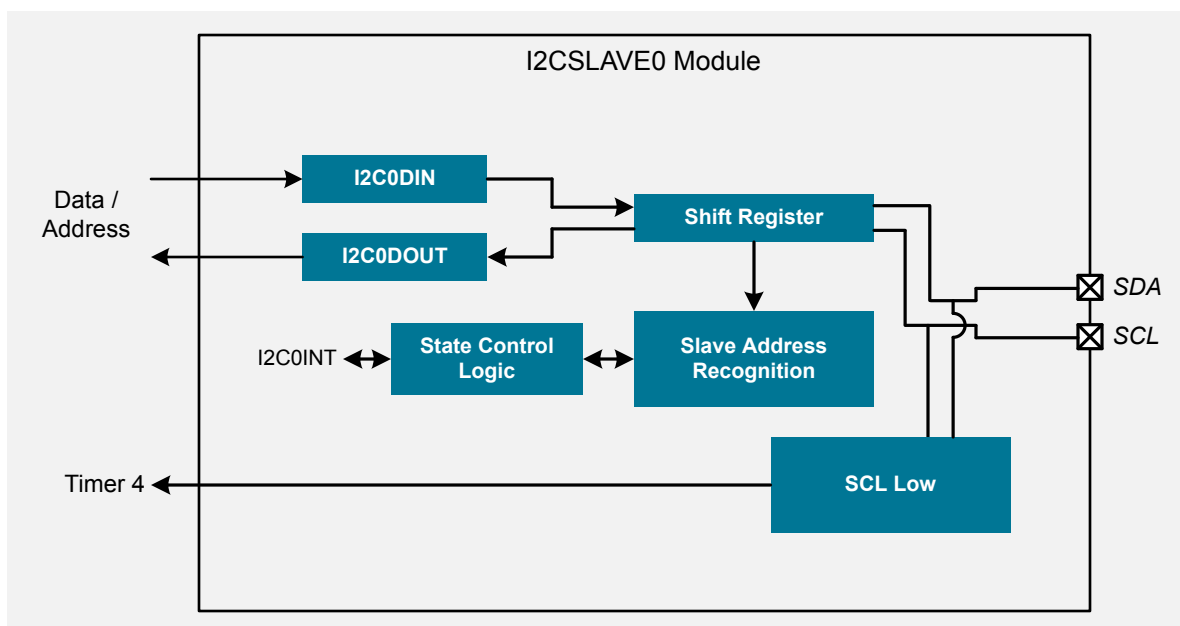 I2CSLAVE0 Module
Data /
Address
I2C0DIN
I2C0DOUT
Shift Register
SDA
SCL
I2C0INT
State Control
Logic
Slave Address
Recognition
Timer 4
SCL Low